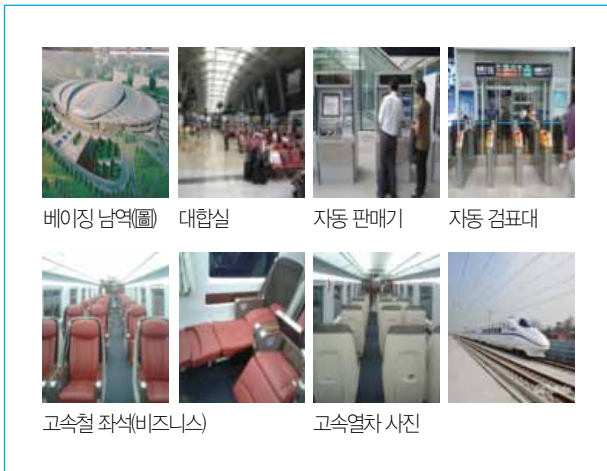 베이징 남역(圖)
대합실
자동 판매기
자동 검표대
고속철 좌석(비즈니스)
고속열차 사진